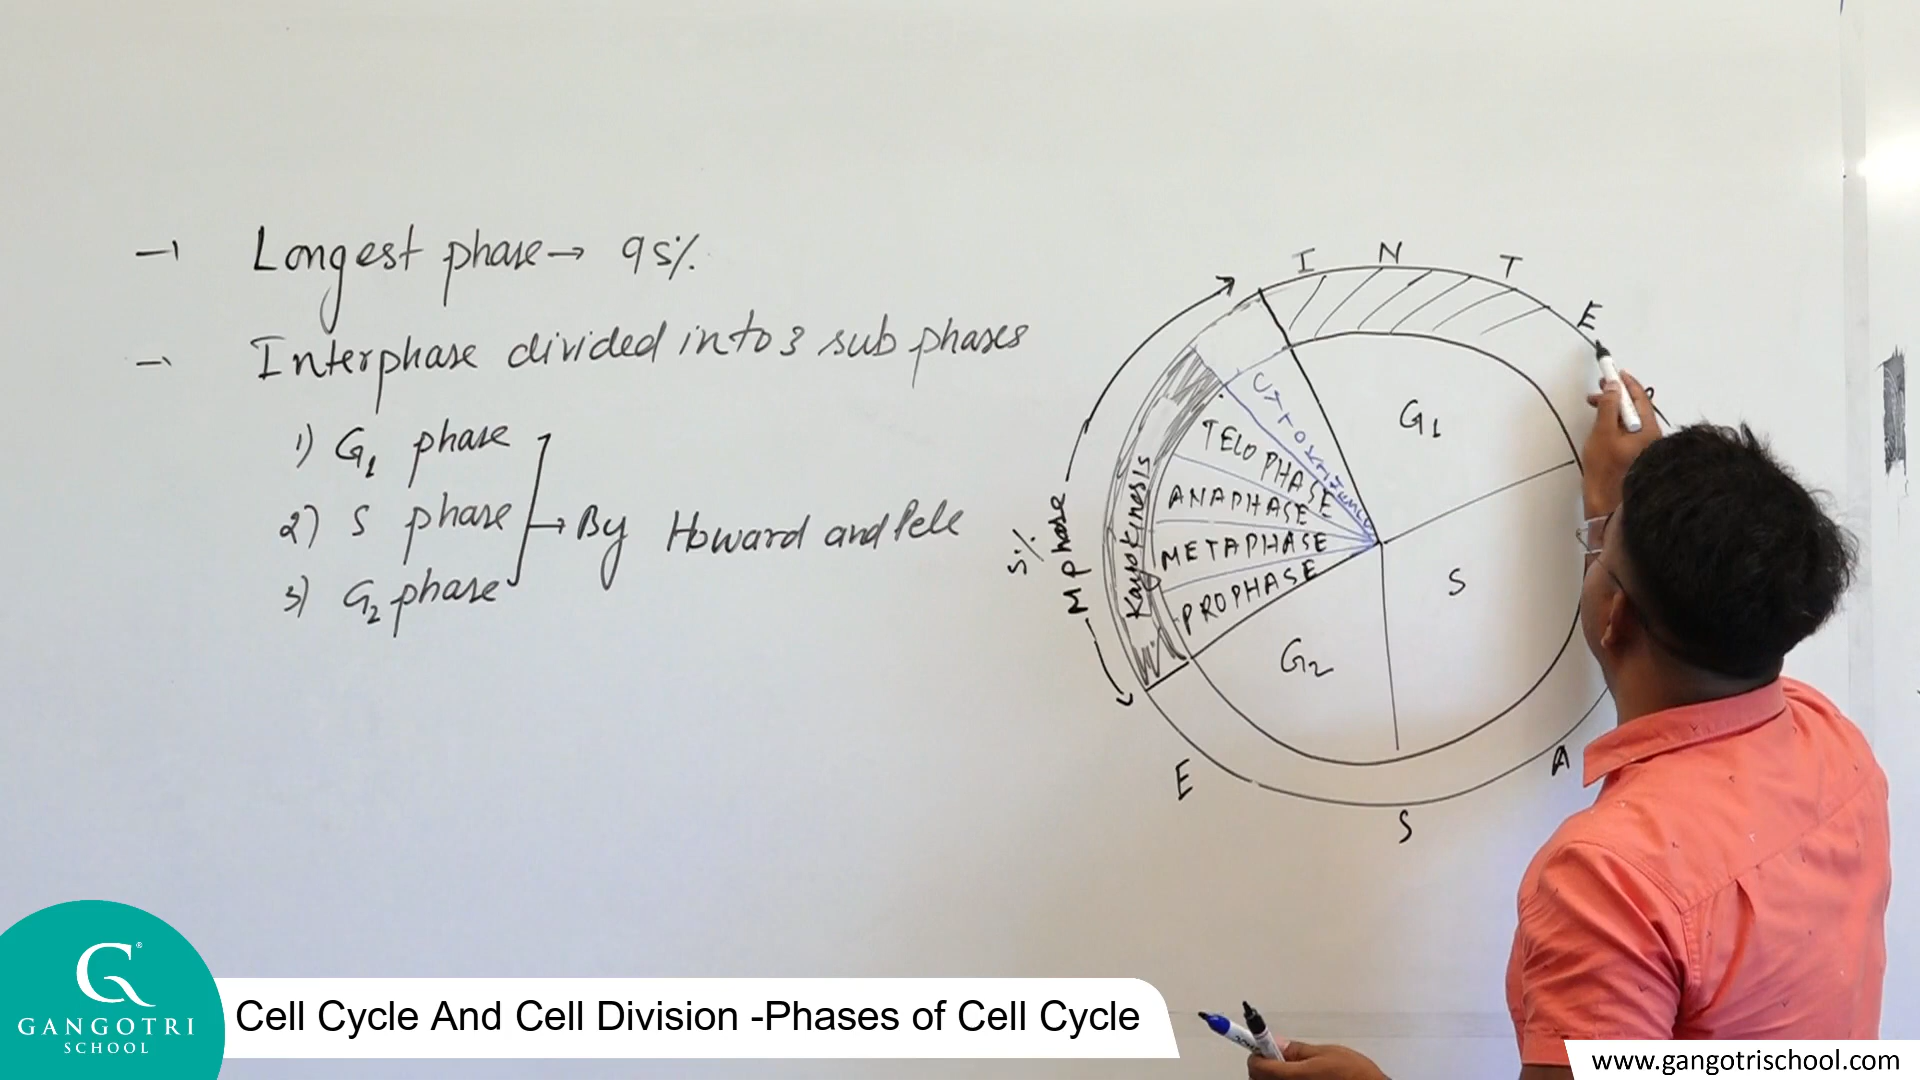 Longest phase → 95%.
Interphase divided into 3 sub phases
1) G1 phase
2) S phase
3) G2 phase
→ By Howard and Pele
I N T E R
A S E
G1
S
G2
CYTOKINESIS
TELOPHASE
ANAPHASE
METAPHASE
PROPHASE
Karyokinesis
M Phase
5%
G
GANGOTRI
SCHOOL
Cell Cycle And Cell Division -Phases of Cell Cycle
www.gangotrischool.com